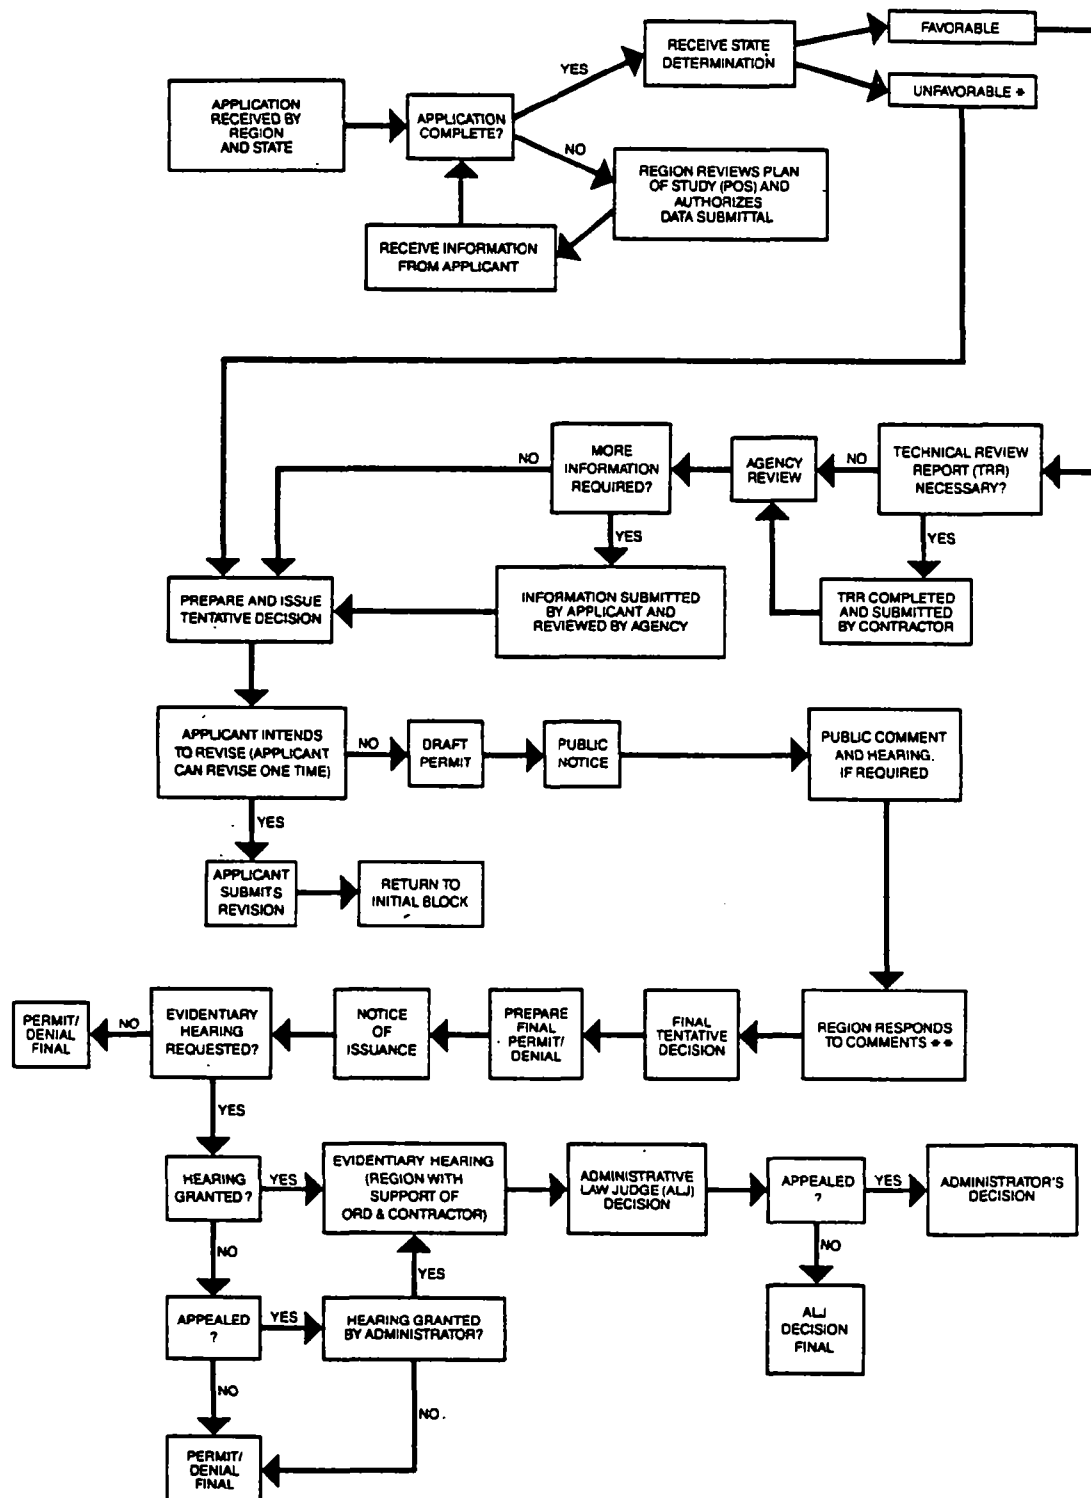 APPLICATION
RECEIVED BY
REGION
AND STATE
APPLICATION
COMPLETE?
YES
RECEIVE STATE
DETERMINATION
FAVORABLE
UNFAVORABLE *
NO
REGION REVIEWS PLAN
OF STUDY (POS) AND
AUTHORIZES
DATA SUBMITTAL
RECEIVE INFORMATION
FROM APPLICANT
TECHNICAL REVIEW
REPORT (TRR)
NECESSARY?
NO
AGENCY
REVIEW
MORE
INFORMATION
REQUIRED?
NO
YES
YES
TRR COMPLETED
AND SUBMITTED
BY CONTRACTOR
INFORMATION SUBMITTED
BY APPLICANT AND
REVIEWED BY AGENCY
PREPARE AND ISSUE
TENTATIVE DECISION
APPLICANT INTENDS
TO REVISE (APPLICANT
CAN REVISE ONE TIME)
NO
DRAFT
PERMIT
PUBLIC
NOTICE
PUBLIC COMMENT
AND HEARING.
IF REQUIRED
YES
APPLICANT
SUBMITS
REVISION
RETURN TO
INITIAL BLOCK
REGION RESPONDS
TO COMMENTS **
FINAL
TENTATIVE
DECISION
PREPARE
FINAL
PERMIT/
DENIAL
NOTICE
OF
ISSUANCE
EVIDENTIARY
HEARING
REQUESTED?
NO
PERMIT/
DENIAL
FINAL
YES
HEARING
GRANTED?
YES
EVIDENTIARY HEARING
(REGION WITH
SUPPORT OF
ORD & CONTRACTOR)
ADMINISTRATIVE
LAW JUDGE (ALJ)
DECISION
APPEALED
?
YES
ADMINISTRATOR'S
DECISION
NO
ALJ
DECISION
FINAL
NO
APPEALED
?
YES
HEARING GRANTED
BY ADMINISTRATOR?
YES
NO
NO.
PERMIT/
DENIAL
FINAL